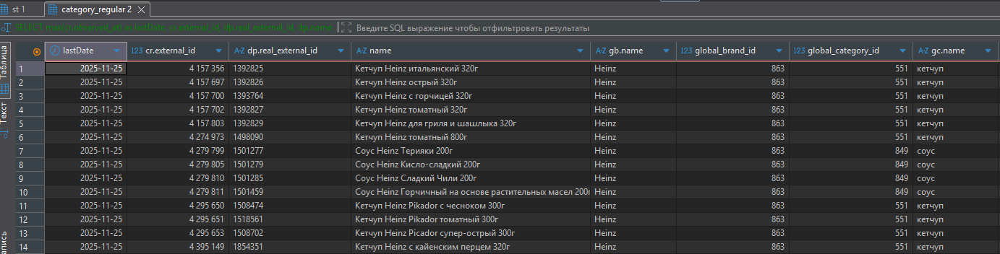 st 1 category_regular 2
SELECT max(cr.observed_at) as lastDate, cr.external_id, dp.real_external_id, dp.name, Введите SQL выражение чтобы отфильтровать результаты
Таблица
Текст
lastDate 123 cr.external_id A-Z dp.real_external_id A-Z name A-Z gb.name 123 global_brand_id 123 global_category_id A-Z gc.name
1 2025-11-25 4 157 356 1392825 Кетчуп Heinz итальянский 320г Heinz 863 551 кетчуп
2 2025-11-25 4 157 697 1392826 Кетчуп Heinz острый 320г Heinz 863 551 кетчуп
3 2025-11-25 4 157 700 1393764 Кетчуп Heinz с горчицей 320г Heinz 863 551 кетчуп
4 2025-11-25 4 157 702 1392827 Кетчуп Heinz томатный 320г Heinz 863 551 кетчуп
5 2025-11-25 4 157 803 1392829 Кетчуп Heinz для гриля и шашлыка 320г Heinz 863 551 кетчуп
6 2025-11-25 4 274 973 1498090 Кетчуп Heinz томатный 800г Heinz 863 551 кетчуп
7 2025-11-25 4 279 799 1501277 Соус Heinz Терияки 200г Heinz 863 849 соус
8 2025-11-25 4 279 805 1501279 Соус Heinz Кисло-сладкий 200г Heinz 863 849 соус
9 2025-11-25 4 279 810 1501285 Соус Heinz Сладкий Чили 200г Heinz 863 849 соус
10 2025-11-25 4 279 811 1501459 Соус Heinz Горчичный на основе растительных масел 200г Heinz 863 849 соус
11 2025-11-25 4 295 650 1508474 Кетчуп Heinz Pikador с чесноком 300г Heinz 863 551 кетчуп
12 2025-11-25 4 295 651 1518561 Кетчуп Heinz Pikador томатный 300г Heinz 863 551 кетчуп
13 2025-11-25 4 295 653 1508702 Кетчуп Heinz Picador супер-острый 300г Heinz 863 551 кетчуп
14 2025-11-25 4 395 149 1854351 Кетчуп Heinz с кайенским перцем 320г Heinz 863 551 кетчуп